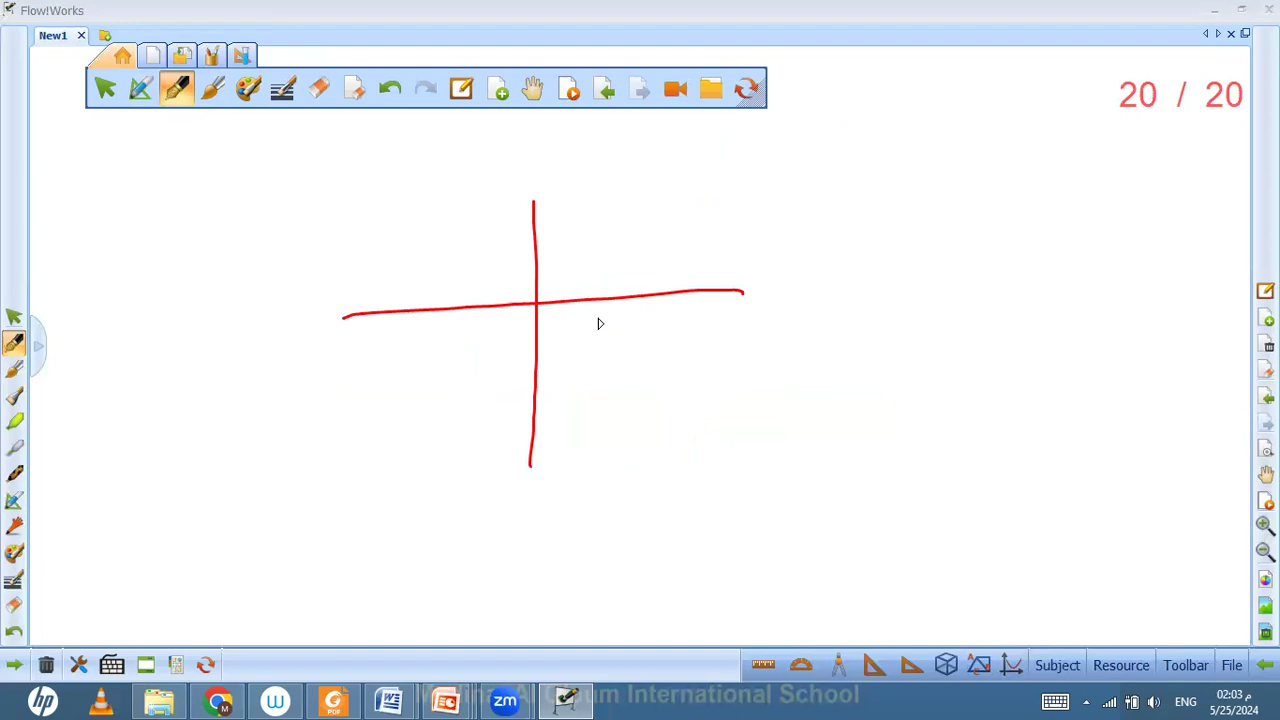 Flow!Works
New1
20 / 20
Subject
Resource
Toolbar
File
International School
ENG
02:03 م
5/25/2024